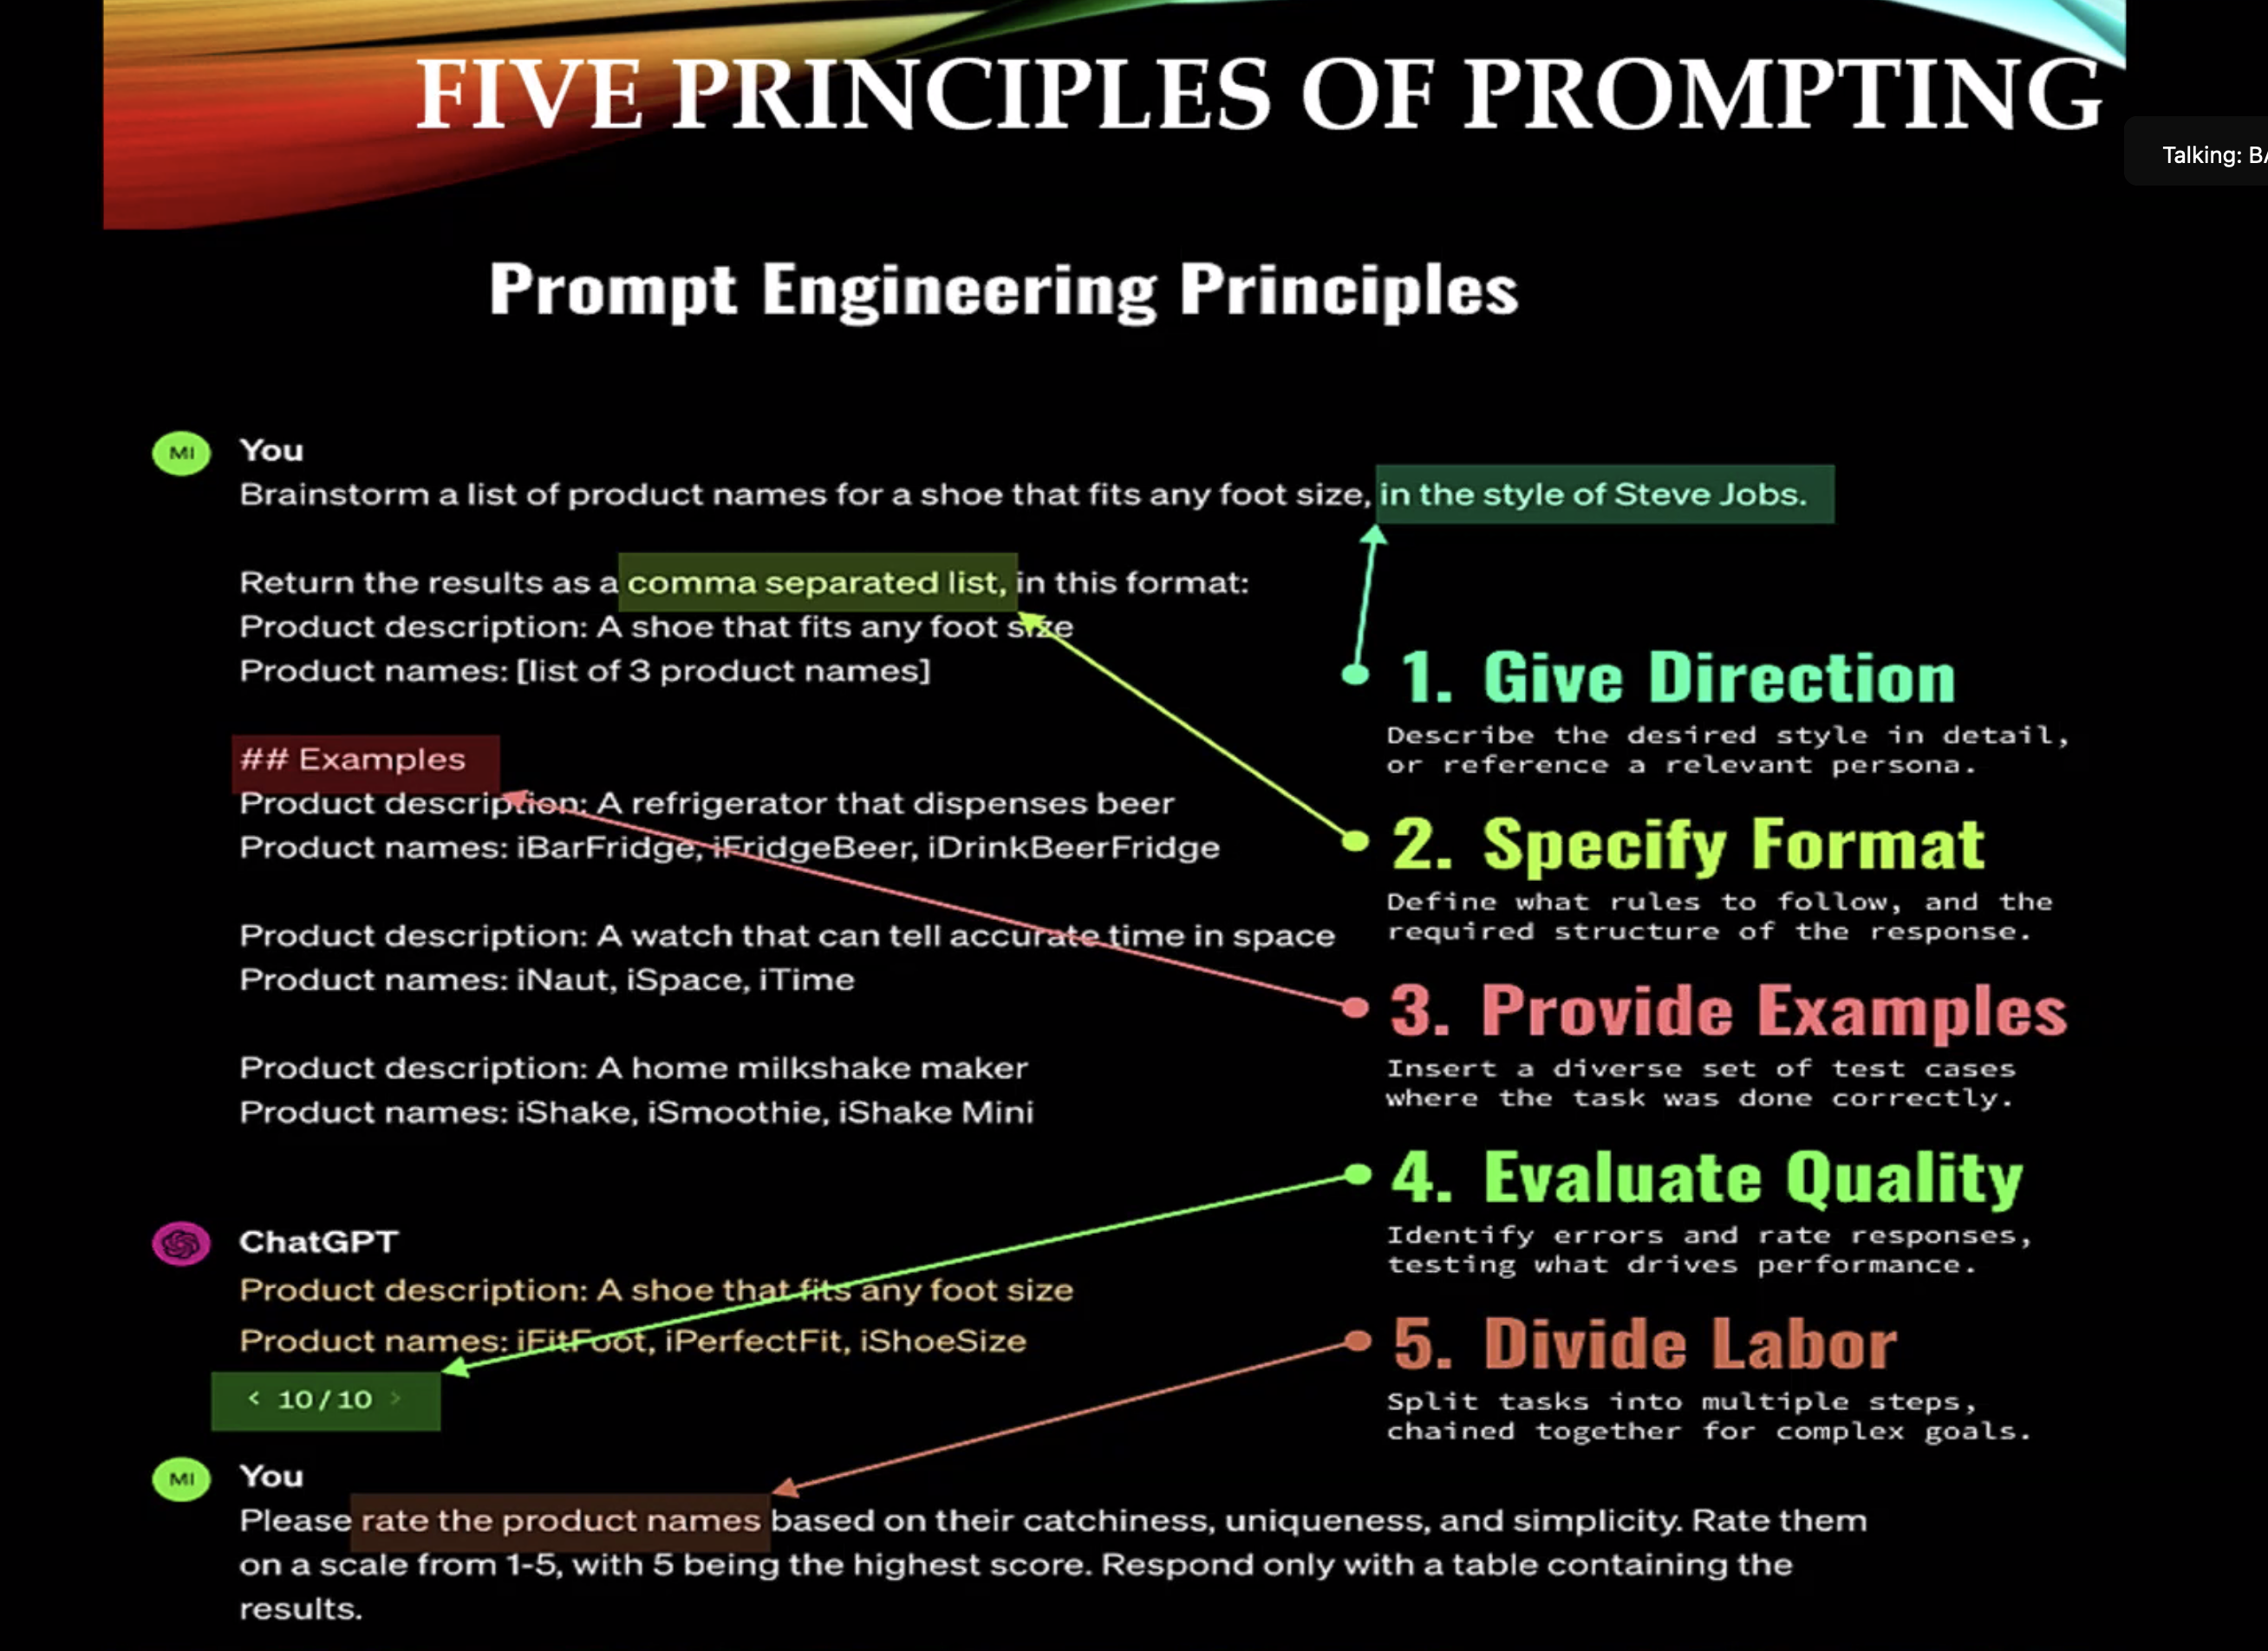 FIVE PRINCIPLES OF PROMPTING
Talking: BA
Prompt Engineering Principles
MI
You
Brainstorm a list of product names for a shoe that fits any foot size, in the style of Steve Jobs.
Return the results as a comma separated list, in this format:
Product description: A shoe that fits any foot size
Product names: [list of 3 product names]
## Examples
Product description: A refrigerator that dispenses beer
Product names: iBarFridge, iFridgeBeer, iDrinkBeerFridge
Product description: A watch that can tell accurate time in space
Product names: iNaut, iSpace, iTime
Product description: A home milkshake maker
Product names: iShake, iSmoothie, iShake Mini
ChatGPT
Product description: A shoe that fits any foot size
Product names: iFitFoot, iPerfectFit, iShoeSize
< 10/10 >
MI
You
Please rate the product names based on their catchiness, uniqueness, and simplicity. Rate them
on a scale from 1-5, with 5 being the highest score. Respond only with a table containing the
results.
1. Give Direction
Describe the desired style in detail,
or reference a relevant persona.
2. Specify Format
Define what rules to follow, and the
required structure of the response.
3. Provide Examples
Insert a diverse set of test cases
where the task was done correctly.
4. Evaluate Quality
Identify errors and rate responses,
testing what drives performance.
5. Divide Labor
Split tasks into multiple steps,
chained together for complex goals.